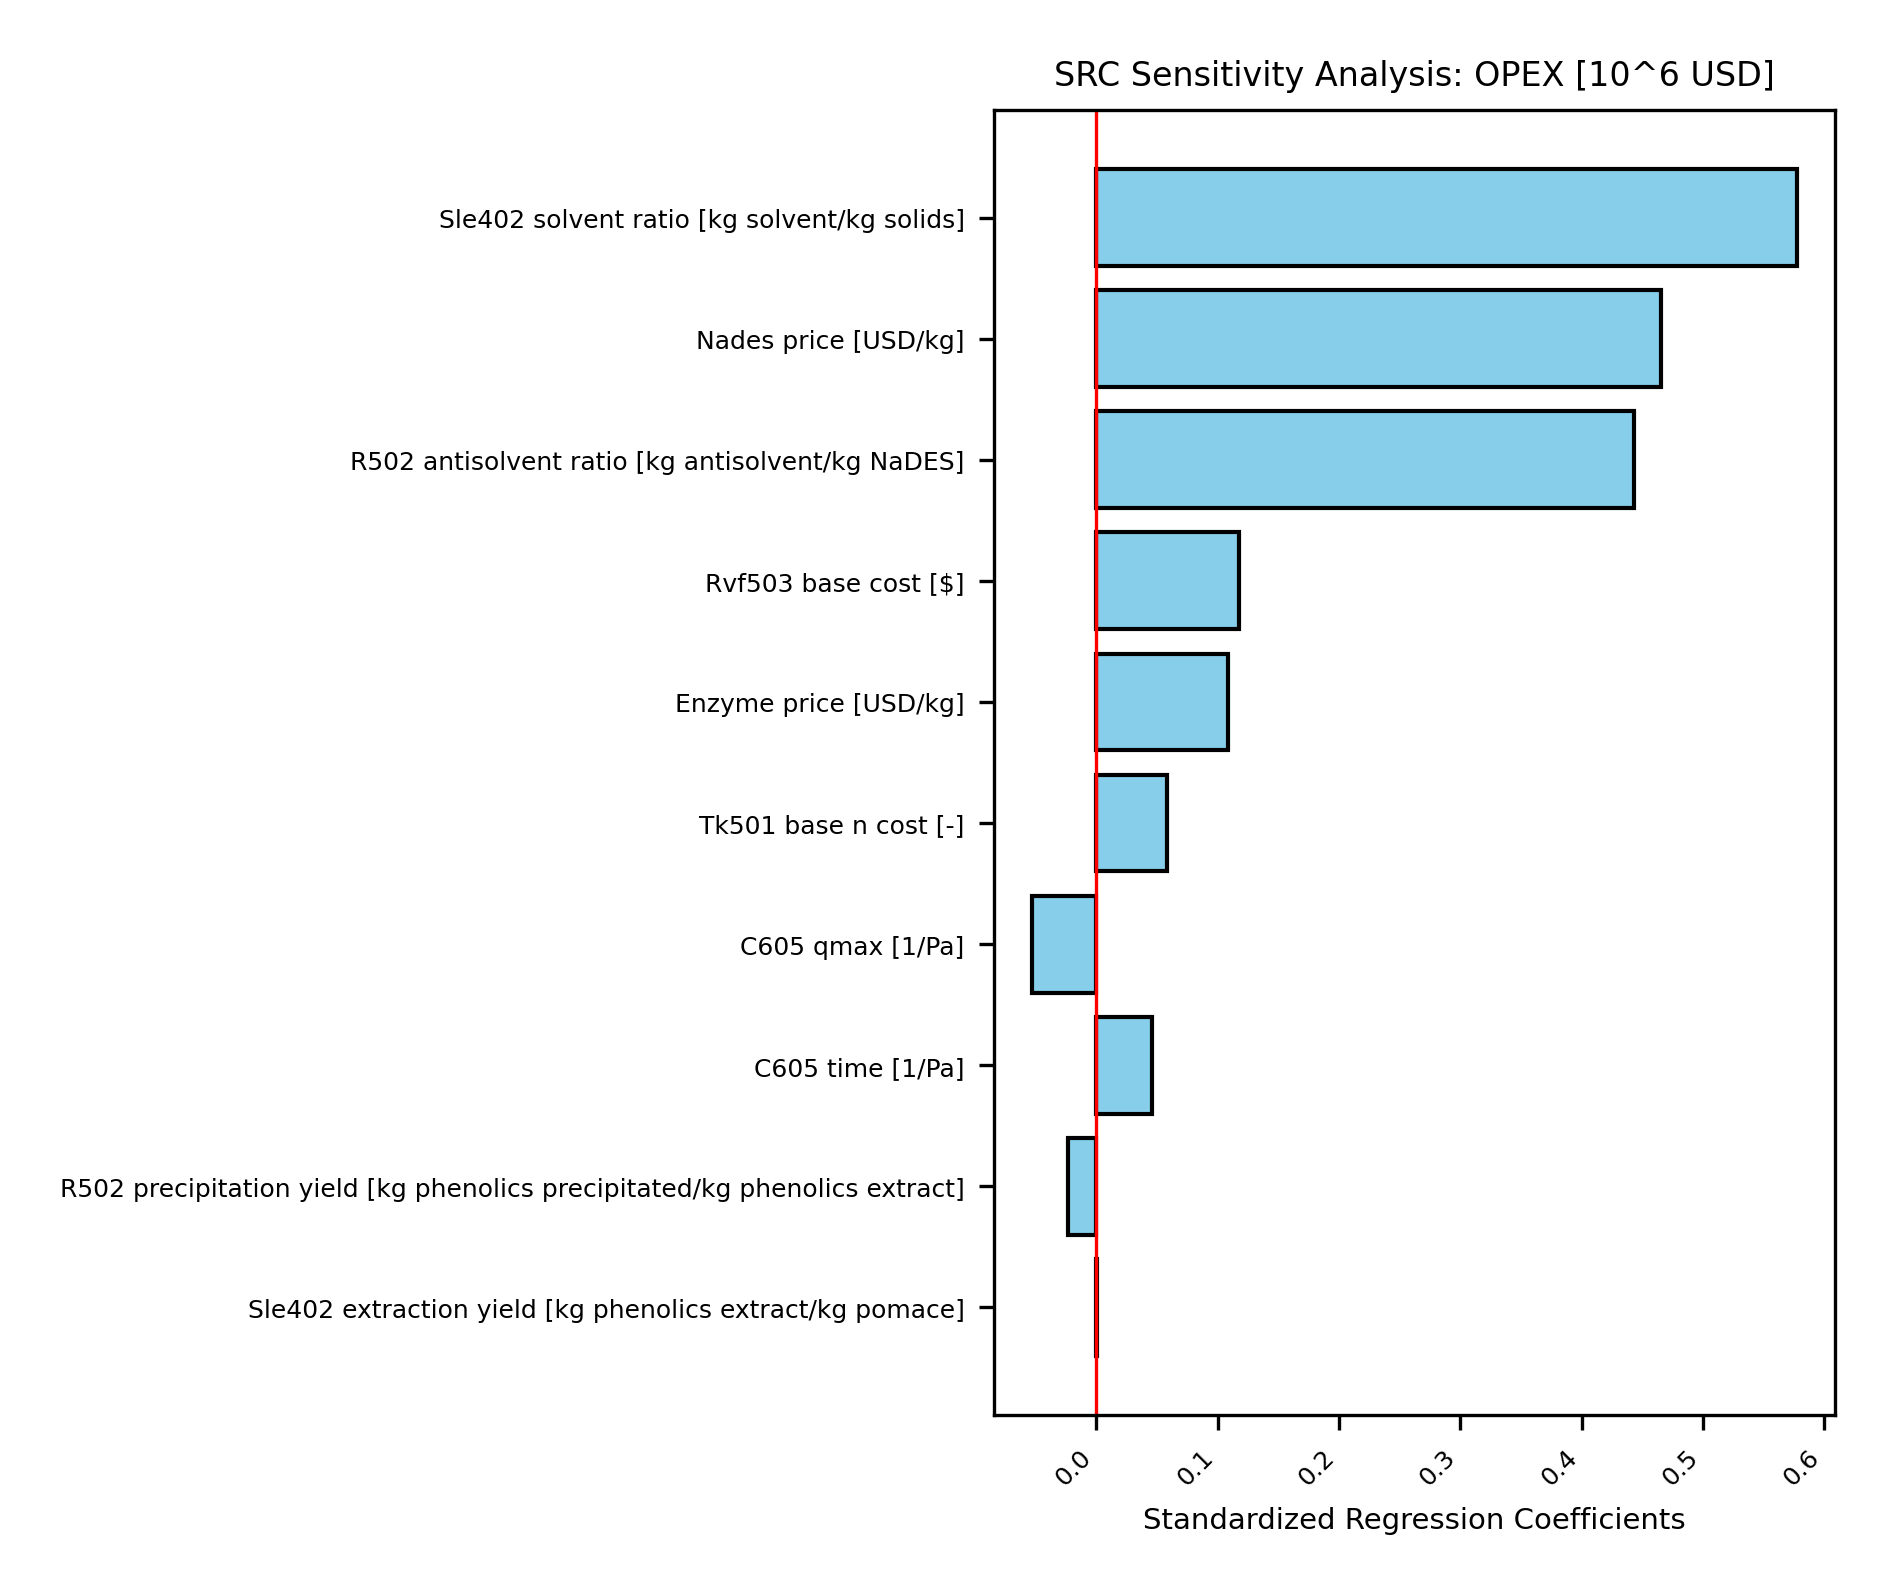 SRC Sensitivity Analysis: OPEX [10^6 USD]
Sle402 solvent ratio [kg solvent/kg solids]
Nades price [USD/kg]
R502 antisolvent ratio [kg antisolvent/kg NaDES]
Rvf503 base cost [$]
Enzyme price [USD/kg]
Tk501 base n cost [-]
C605 qmax [1/Pa]
C605 time [1/Pa]
R502 precipitation yield [kg phenolics precipitated/kg phenolics extract]
Sle402 extraction yield [kg phenolics extract/kg pomace]
0.0 0.1 0.2 0.3 0.4 0.5 0.6
Standardized Regression Coefficients